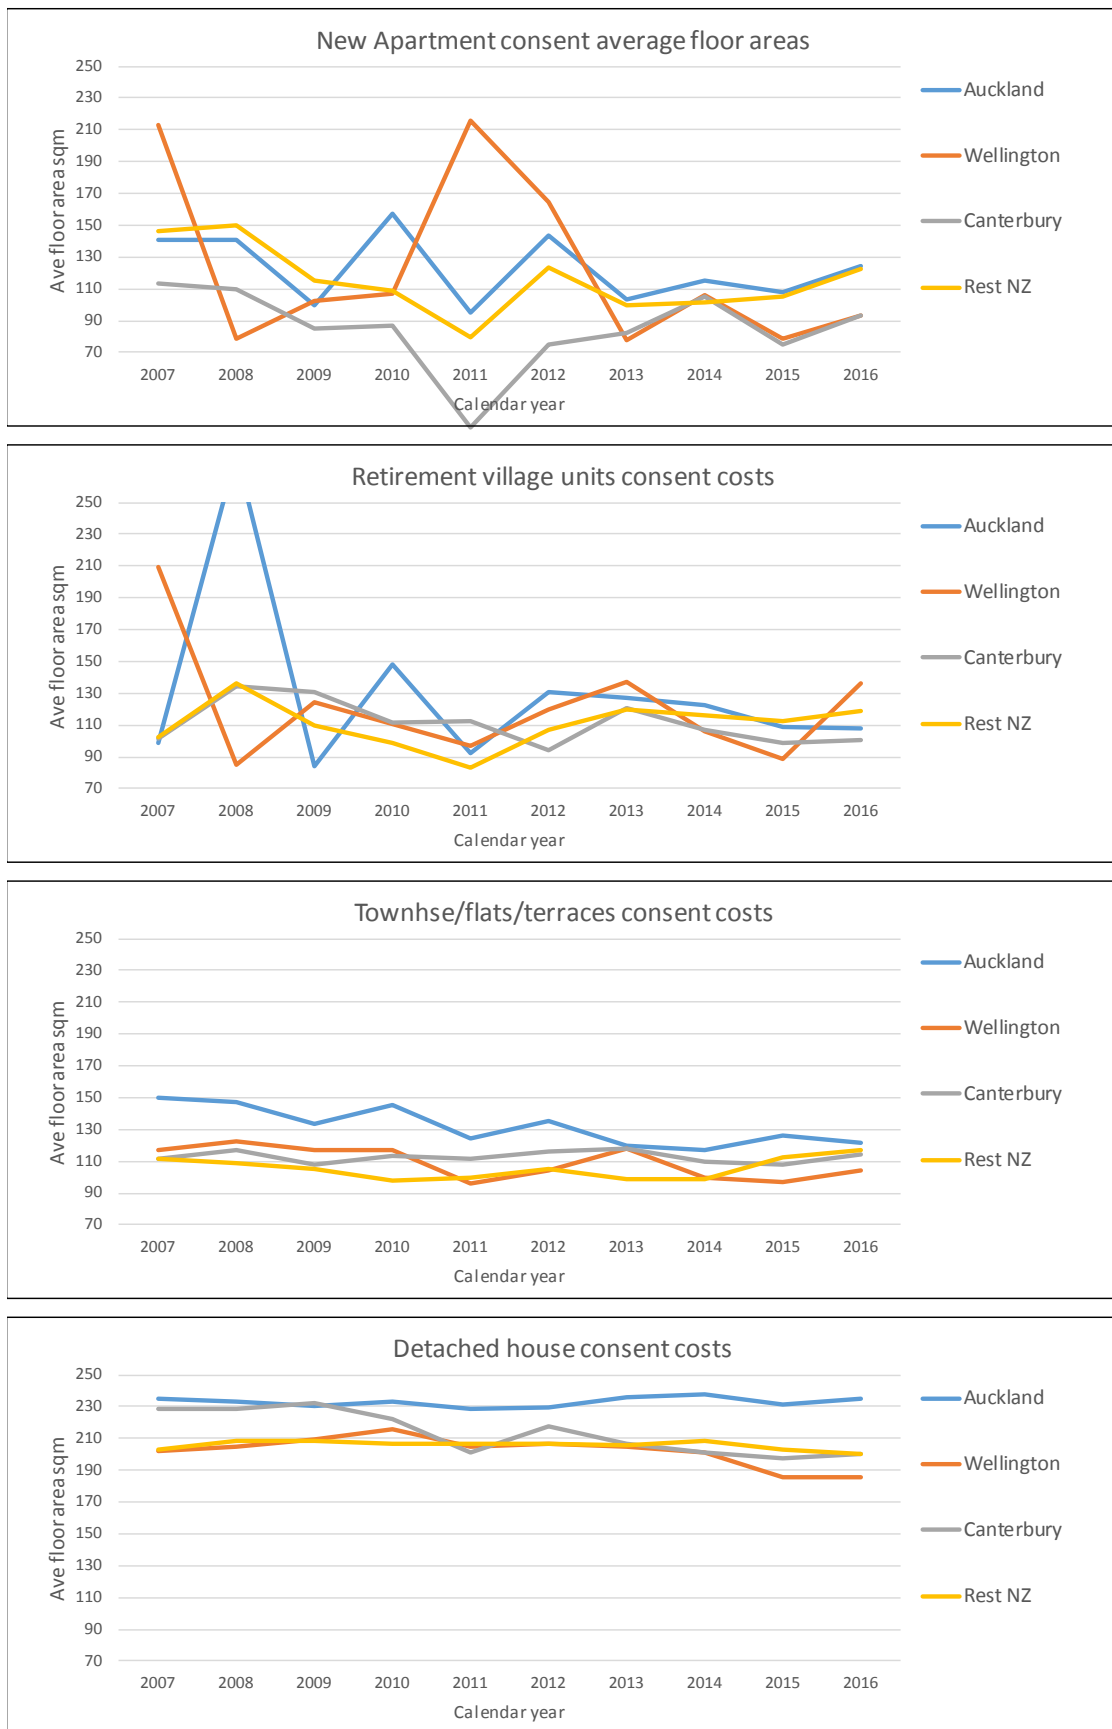 New Apartment consent average floor areas
250
230
210
190
170
150
130
110
90
70
Ave floor area sqm
2007 2008 2009 2010 2011 2012 2013 2014 2015 2016
Calendar year
Auckland
Wellington
Canterbury
Rest NZ
Retirement village units consent costs
250
230
210
190
170
150
130
110
90
70
Ave floor area sqm
2007 2008 2009 2010 2011 2012 2013 2014 2015 2016
Calendar year
Auckland
Wellington
Canterbury
Rest NZ
Townhse/flats/terraces consent costs
250
230
210
190
170
150
130
110
90
70
Ave floor area sqm
2007 2008 2009 2010 2011 2012 2013 2014 2015 2016
Calendar year
Auckland
Wellington
Canterbury
Rest NZ
Detached house consent costs
250
230
210
190
170
150
130
110
90
70
Ave floor area sqm
2007 2008 2009 2010 2011 2012 2013 2014 2015 2016
Calendar year
Auckland
Wellington
Canterbury
Rest NZ